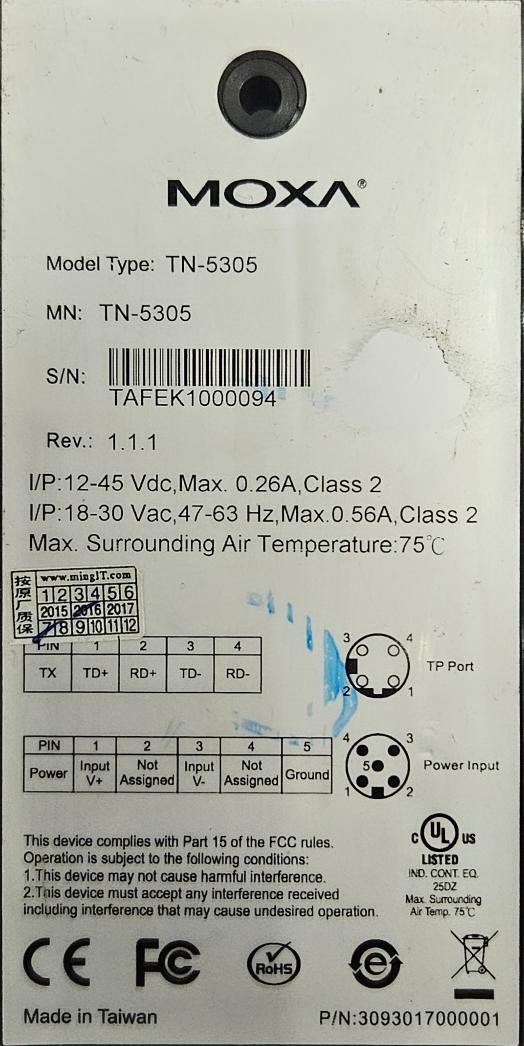 MOXA®
Model Type: TN-5305
MN: TN-5305
S/N:
TAFEK1000094
Rev.: 1.1.1
I/P:12-45 Vdc,Max. 0.26A,Class 2
I/P:18-30 Vac,47-63 Hz,Max.0.56A,Class 2
Max. Surrounding Air Temperature:75℃
按原厂质保
www.mingIT.com
1 2 3 4 5 6
2015 2016 2017
7 8 9 10 11 12
PIN 1 2 3 4
TX TD+ RD+ TD- RD-
3 4
2 1
TP Port
PIN 1 2 3 4 5
Power Input V+ Not Assigned Input V- Not Assigned Ground
4 3
5
1 2
Power Input
This device complies with Part 15 of the FCC rules.
Operation is subject to the following conditions:
1.This device may not cause harmful interference.
2.This device must accept any interference received
including interference that may cause undesired operation.
C UL US
LISTED
IND. CONT. EQ.
25DZ
Max. Surrounding
Air Temp. 75℃
CE FC RoHS e
Made in Taiwan
P/N:3093017000001